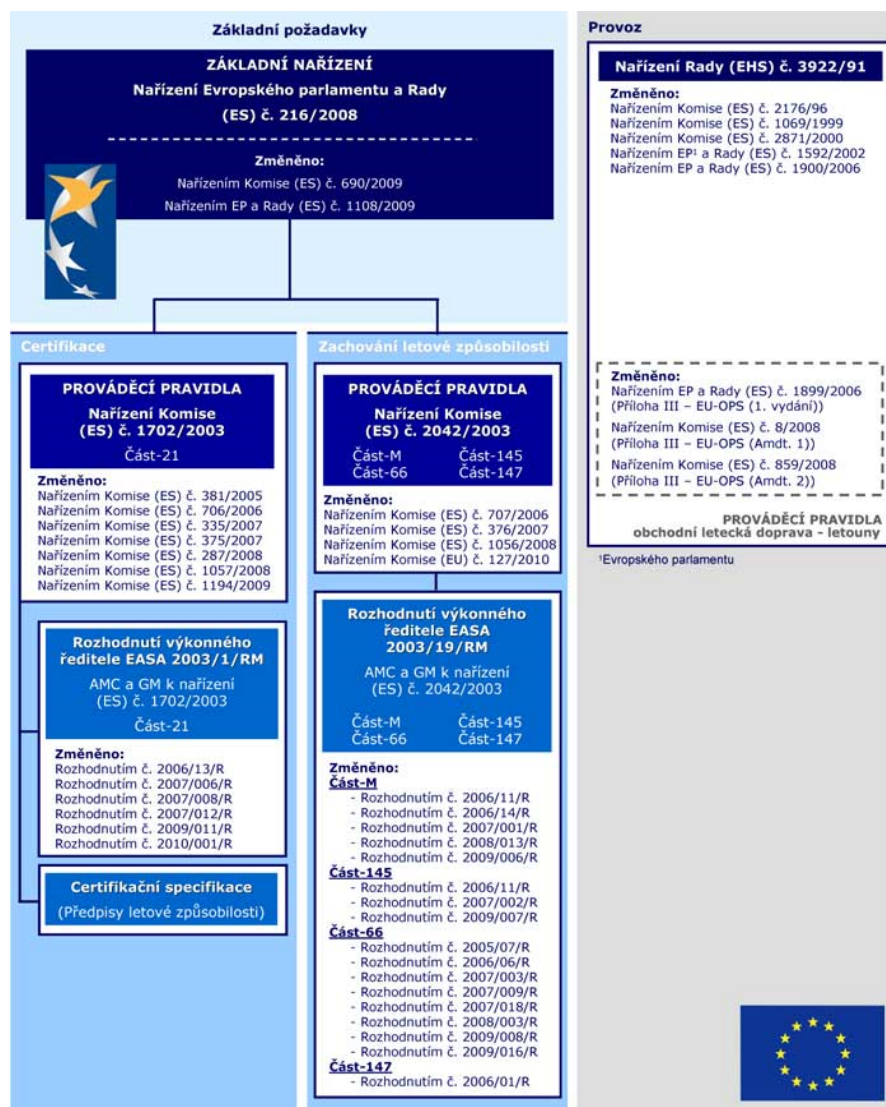 Základní požadavky
ZÁKLADNÍ NAŘÍZENÍ
Nařízení Evropského parlamentu a Rady
(ES) č. 216/2008
Změněno:
Nařízením Komise (ES) č. 690/2009
Nařízením EP a Rady (ES) č. 1108/2009
Certifikace
PROVÁDĚCÍ PRAVIDLA
Nařízení Komise
(ES) č. 1702/2003
Část-21
Změněno:
Nařízením Komise (ES) č. 381/2005
Nařízením Komise (ES) č. 706/2006
Nařízením Komise (ES) č. 335/2007
Nařízením Komise (ES) č. 375/2007
Nařízením Komise (ES) č. 287/2008
Nařízením Komise (ES) č. 1057/2008
Nařízením Komise (ES) č. 1194/2009
Rozhodnutí výkonného
ředitele EASA 2003/1/RM
AMC a GM k nařízení
(ES) č. 1702/2003
Část-21
Změněno:
Rozhodnutím č. 2006/13/R
Rozhodnutím č. 2007/006/R
Rozhodnutím č. 2007/008/R
Rozhodnutím č. 2007/012/R
Rozhodnutím č. 2009/011/R
Rozhodnutím č. 2010/001/R
Certifikační specifikace
(Předpisy letové způsobilosti)
Zachování letové způsobilosti
PROVÁDĚCÍ PRAVIDLA
Nařízení Komise
(ES) č. 2042/2003
Část-M Část-145
Část-66 Část-147
Změněno:
Nařízením Komise (ES) č. 707/2006
Nařízením Komise (ES) č. 376/2007
Nařízením Komise (ES) č. 1056/2008
Nařízením Komise (EU) č. 127/2010
Rozhodnutí výkonného
ředitele EASA
2003/19/RM
AMC a GM k nařízení
(ES) č. 2042/2003
Část-M Část-145
Část-66 Část-147
Změněno:
Část-M
- Rozhodnutím č. 2006/11/R
- Rozhodnutím č. 2006/14/R
- Rozhodnutím č. 2007/001/R
- Rozhodnutím č. 2008/013/R
- Rozhodnutím č. 2009/006/R
Část-145
- Rozhodnutím č. 2006/11/R
- Rozhodnutím č. 2007/002/R
- Rozhodnutím č. 2009/007/R
Část-66
- Rozhodnutím č. 2005/07/R
- Rozhodnutím č. 2006/06/R
- Rozhodnutím č. 2007/003/R
- Rozhodnutím č. 2007/009/R
- Rozhodnutím č. 2007/018/R
- Rozhodnutím č. 2008/003/R
- Rozhodnutím č. 2009/008/R
- Rozhodnutím č. 2009/016/R
Část-147
- Rozhodnutím č. 2006/01/R
Provoz
Nařízení Rady (EHS) č. 3922/91
Změněno:
Nařízením Komise (ES) č. 2176/96
Nařízením Komise (ES) č. 1069/1999
Nařízením Komise (ES) č. 2871/2000
Nařízením EP¹ a Rady (ES) č. 1592/2002
Nařízením EP a Rady (ES) č. 1900/2006
Změněno:
Nařízením EP a Rady (ES) č. 1899/2006
(Příloha III – EU-OPS (1. vydání))
Nařízením Komise (ES) č. 8/2008
(Příloha III – EU-OPS (Amdt. 1))
Nařízením Komise (ES) č. 859/2008
(Příloha III – EU-OPS (Amdt. 2))
PROVÁDĚCÍ PRAVIDLA
obchodní letecká doprava - letouny
¹Evropského parlamentu